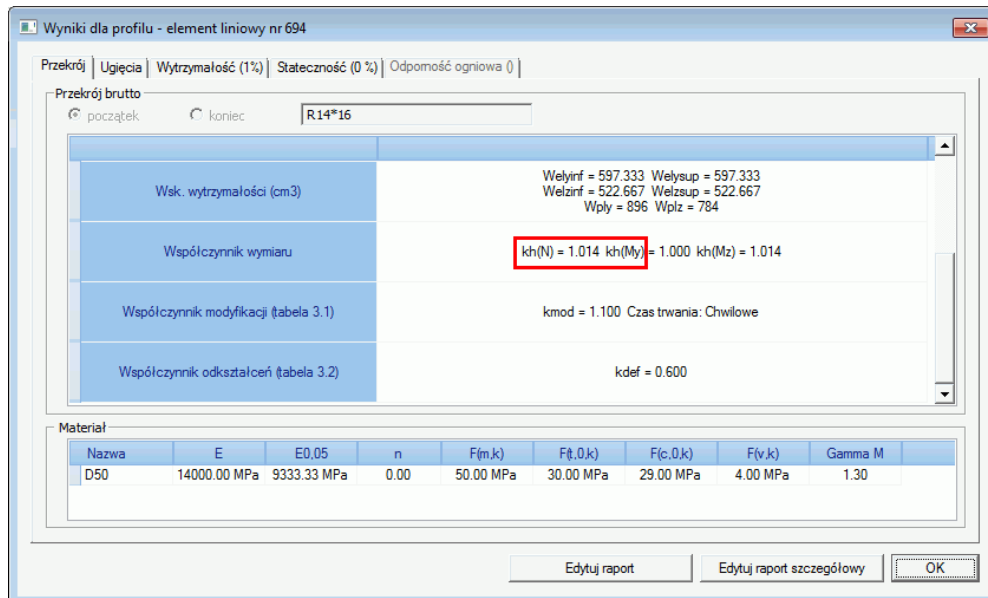 Wyniki dla profilu - element liniowy nr 694
Przekrój Ugięcia Wytrzymałość (1%) Stateczność (0 %) Odporność ogniowa ()
Przekrój brutto
początek koniec R14*16
Wsk. wytrzymałości (cm3)
Welyinf = 597.333 Welysup = 597.333
Welzinf = 522.667 Welzsup = 522.667
Wply = 896 Wplz = 784
Współczynnik wymiaru kh(N) = 1.014 kh(My) = 1.000 kh(Mz) = 1.014
Współczynnik modyfikacji (tabela 3.1) kmod = 1.100 Czas trwania: Chwilowe
Współczynnik odkształceń (tabela 3.2) kdef = 0.600
Materiał
Nazwa E E0,05 n F(m,k) F(t,0,k) F(c,0,k) F(v,k) Gamma M
D50 14000.00 MPa 9333.33 MPa 0.00 50.00 MPa 30.00 MPa 29.00 MPa 4.00 MPa 1.30
Edytuj raport Edytuj raport szczegółowy OK